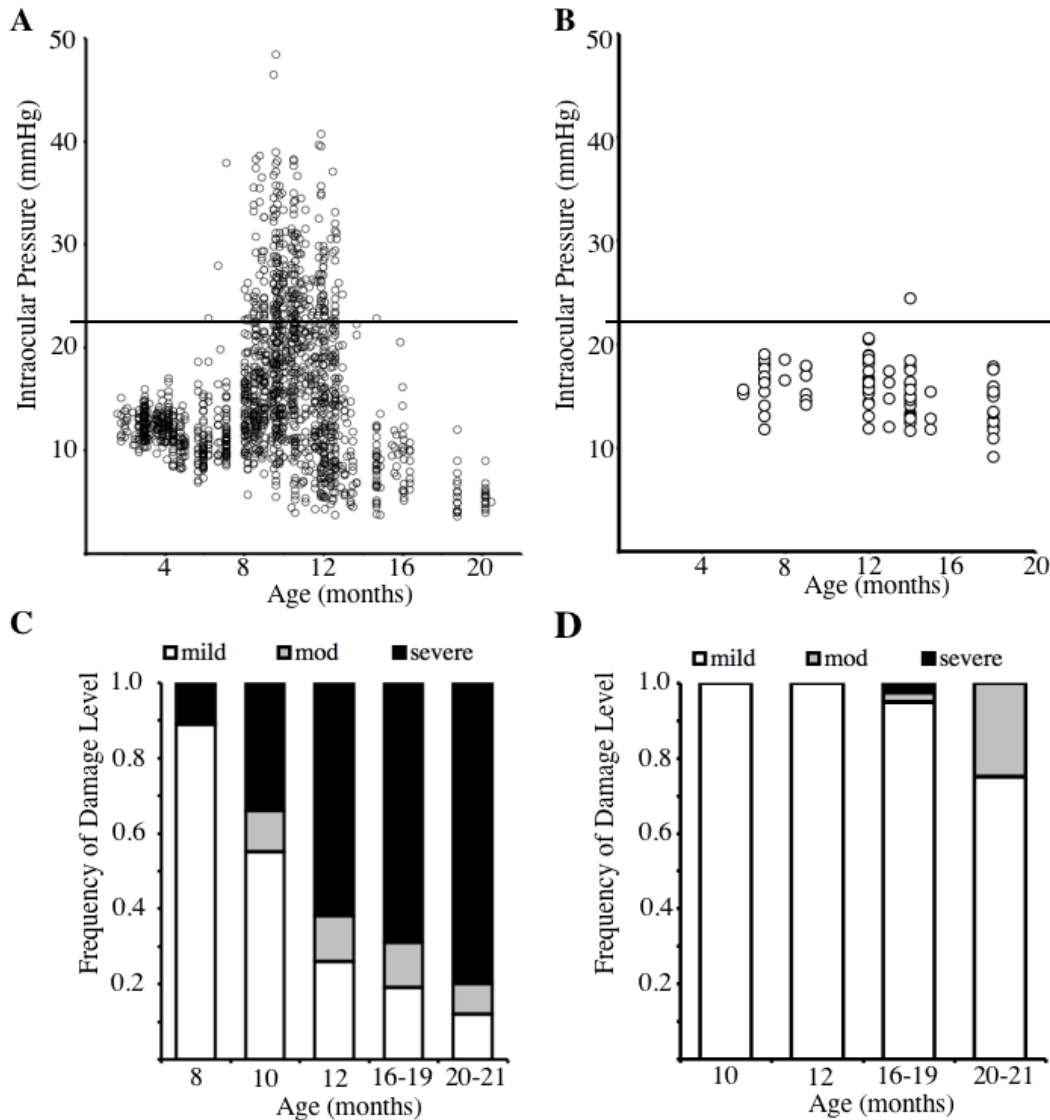 A
50
40
30
20
10
Intraocular Pressure (mmHg)
4 8 12 16 20
Age (months)
B
50
40
30
20
10
Intraocular Pressure (mmHg)
4 8 12 16 20
Age (months)
C
mild mod severe
1.0
0.8
0.6
0.4
0.2
Frequency of Damage Level
8 10 12 16-19 20-21
Age (months)
D
mild mod severe
1.0
0.8
0.6
0.4
0.2
Frequency of Damage Level
10 12 16-19 20-21
Age (months)